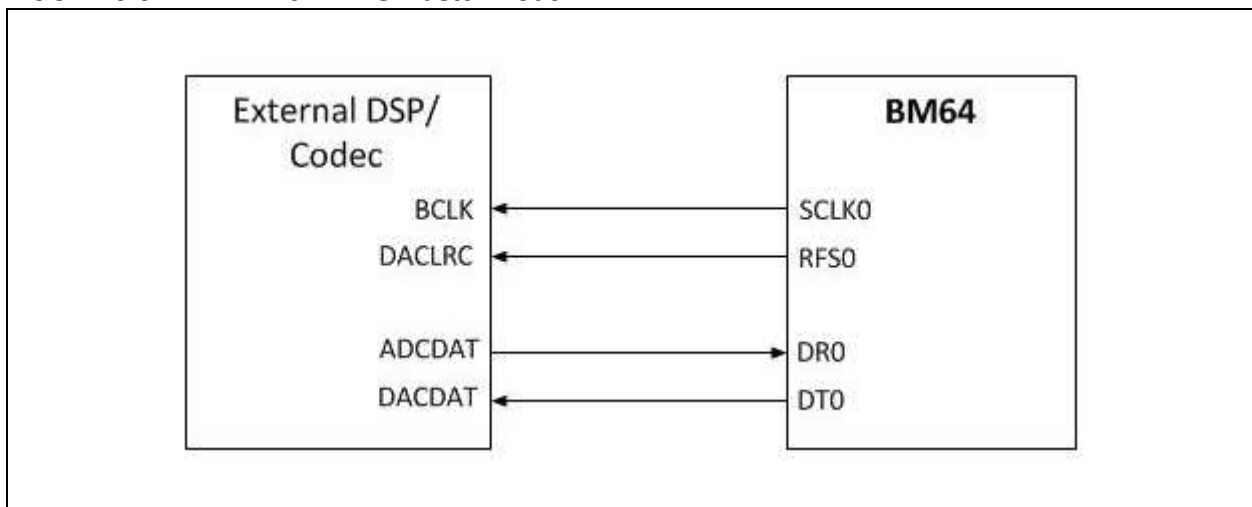 External DSP/
Codec
BM64
BCLK
SCLK0
DACLRC
RFS0
ADCDAT
DR0
DACDAT
DT0